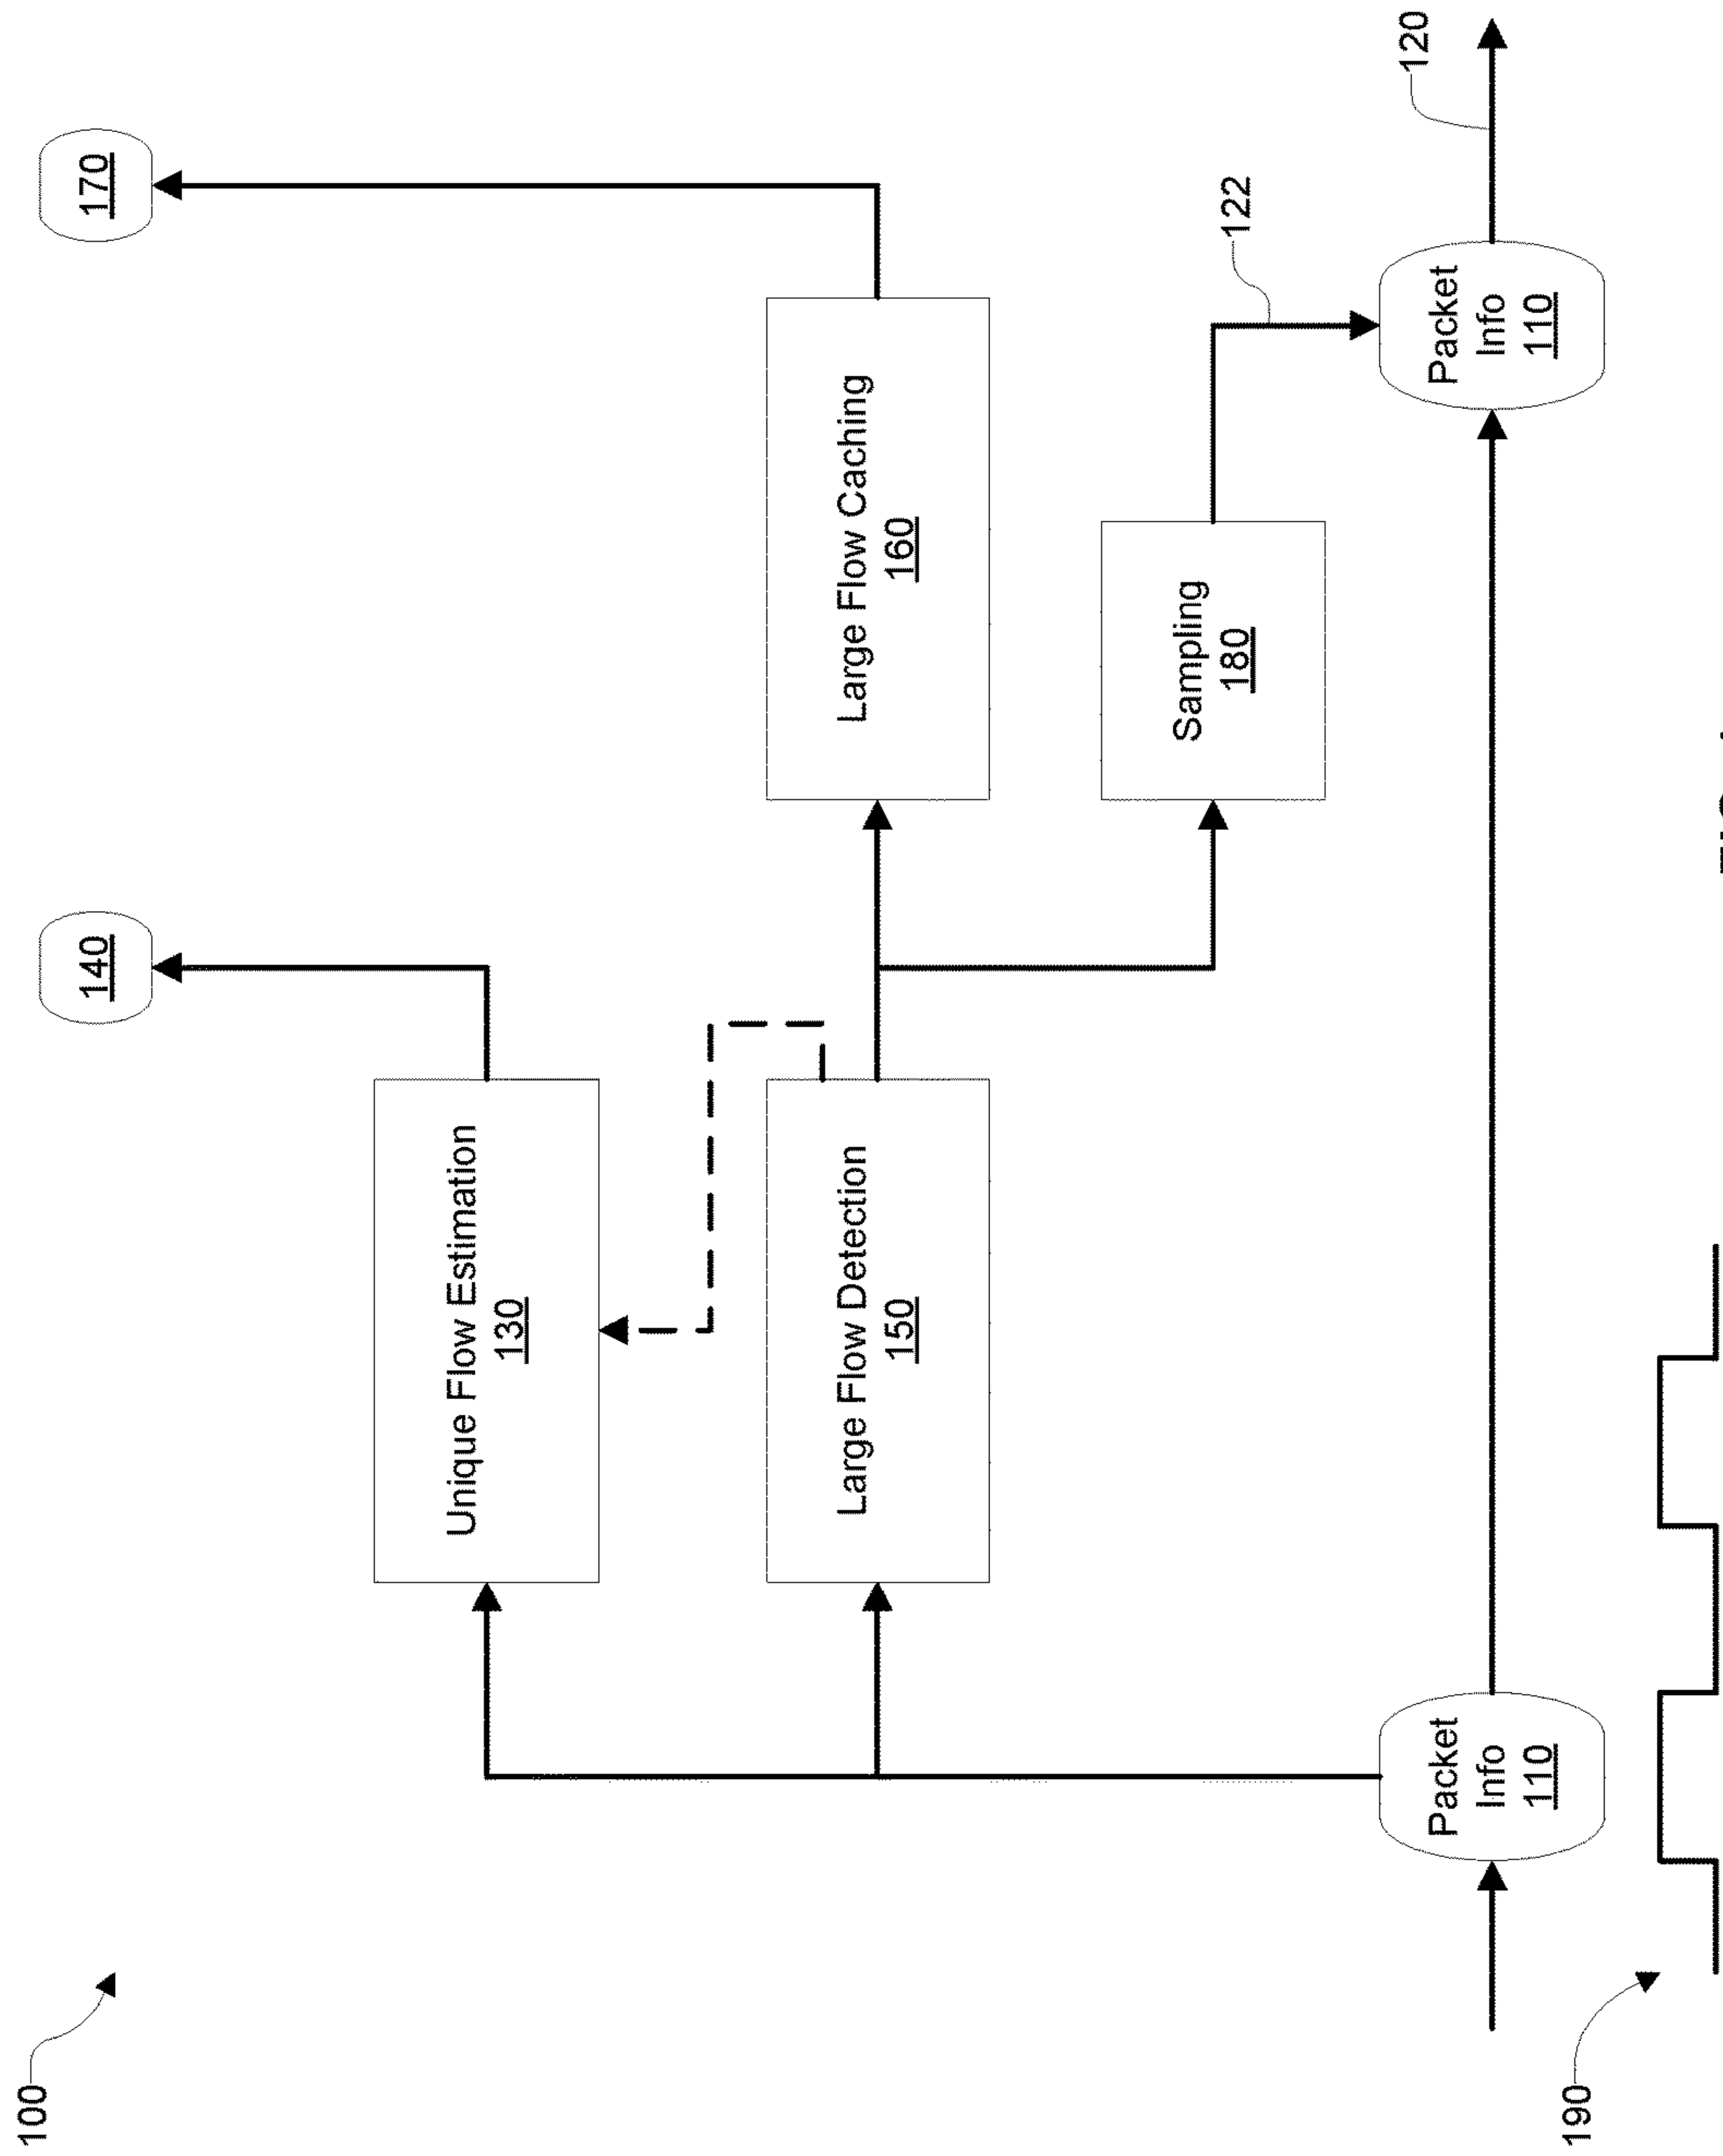 100
140
170
Unique Flow Estimation
130
Large Flow Detection
150
Large Flow Caching
160
Sampling
180
122
120
Packet
Info
110
Packet
Info
110
190